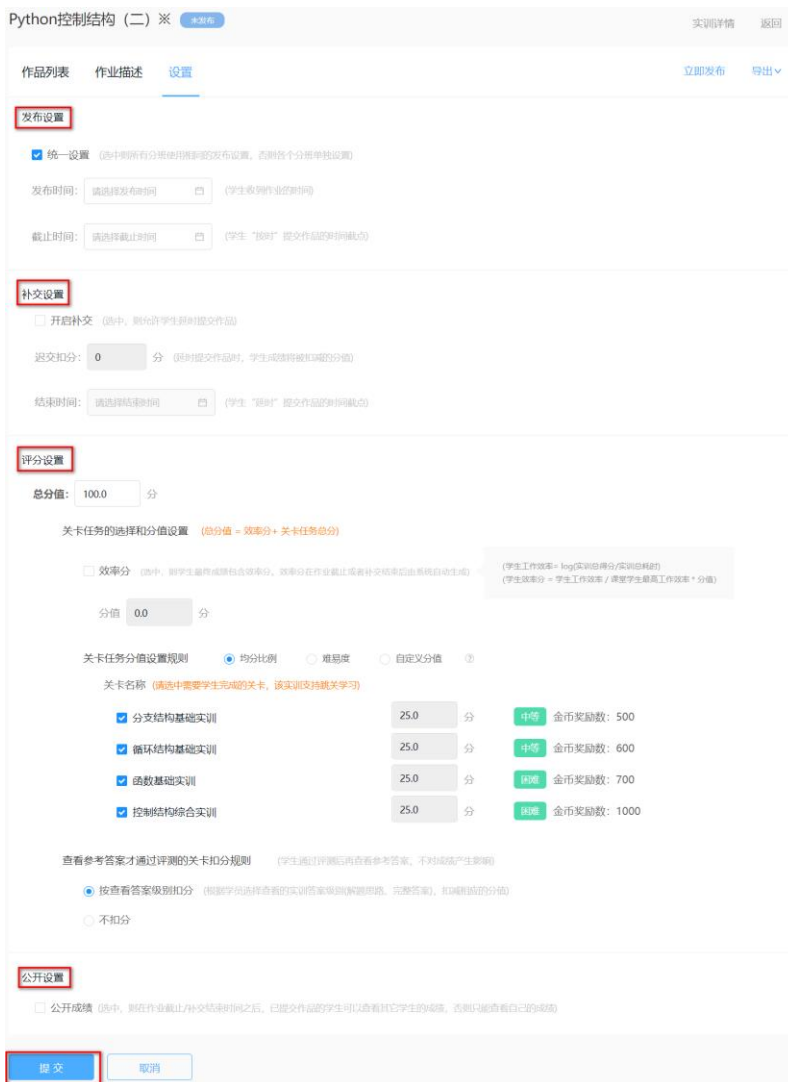 Python控制结构（二）※ 未发布 实训详情 返回
作品列表 作业描述 设置 立即发布 导出
发布设置
统一设置 (选中则所有分班使用相同的发布设置，否则各个分班单独设置)
发布时间： 请选择发布时间 (学生收到作业的时间)
截止时间： 请选择截止时间 (学生“按时”提交作品的时间截点)
补交设置
开启补交 (选中，则允许学生延时提交作品)
迟交扣分： 0 分 (延时提交作品时，学生成绩将被扣减的分值)
结束时间： 请选择结束时间 (学生“延时”提交作品的时间截点)
评分设置
总分值： 100.0 分
关卡任务的选择和分值设置 (总分值 = 效率分+ 关卡任务总分)
效率分 (选中，则学生最终成绩包含效率分，效率分在作业截止或者补交结束后由系统自动生成)
(学生工作效率= log(实训总得分/实训总耗时)
(学生效率分 = 学生工作效率 / 课堂学生最高工作效率 * 分值)
分值 0.0 分
关卡任务分值设置规则 均分比例 难易度 自定义分值 ?
关卡名称 (请选中需要学生完成的关卡，该实训支持跳关学习)
分支结构基础实训 25.0 分 中等 金币奖励数：500
循环结构基础实训 25.0 分 中等 金币奖励数：600
函数基础实训 25.0 分 困难 金币奖励数：700
控制结构综合实训 25.0 分 困难 金币奖励数：1000
查看参考答案才通过评测的关卡扣分规则 (学生通过评测后再查看参考答案，不对成绩产生影响)
按查看答案级别扣分 (根据学员选择查看的实训答案级别(解题思路、完整答案)，扣减相应的分值)
不扣分
公开设置
公开成绩 (选中，则在作业截止/补交结束时间之后，已提交作品的学生可以查看其它学生的成绩，否则只能查看自己的成绩)
提交 取消